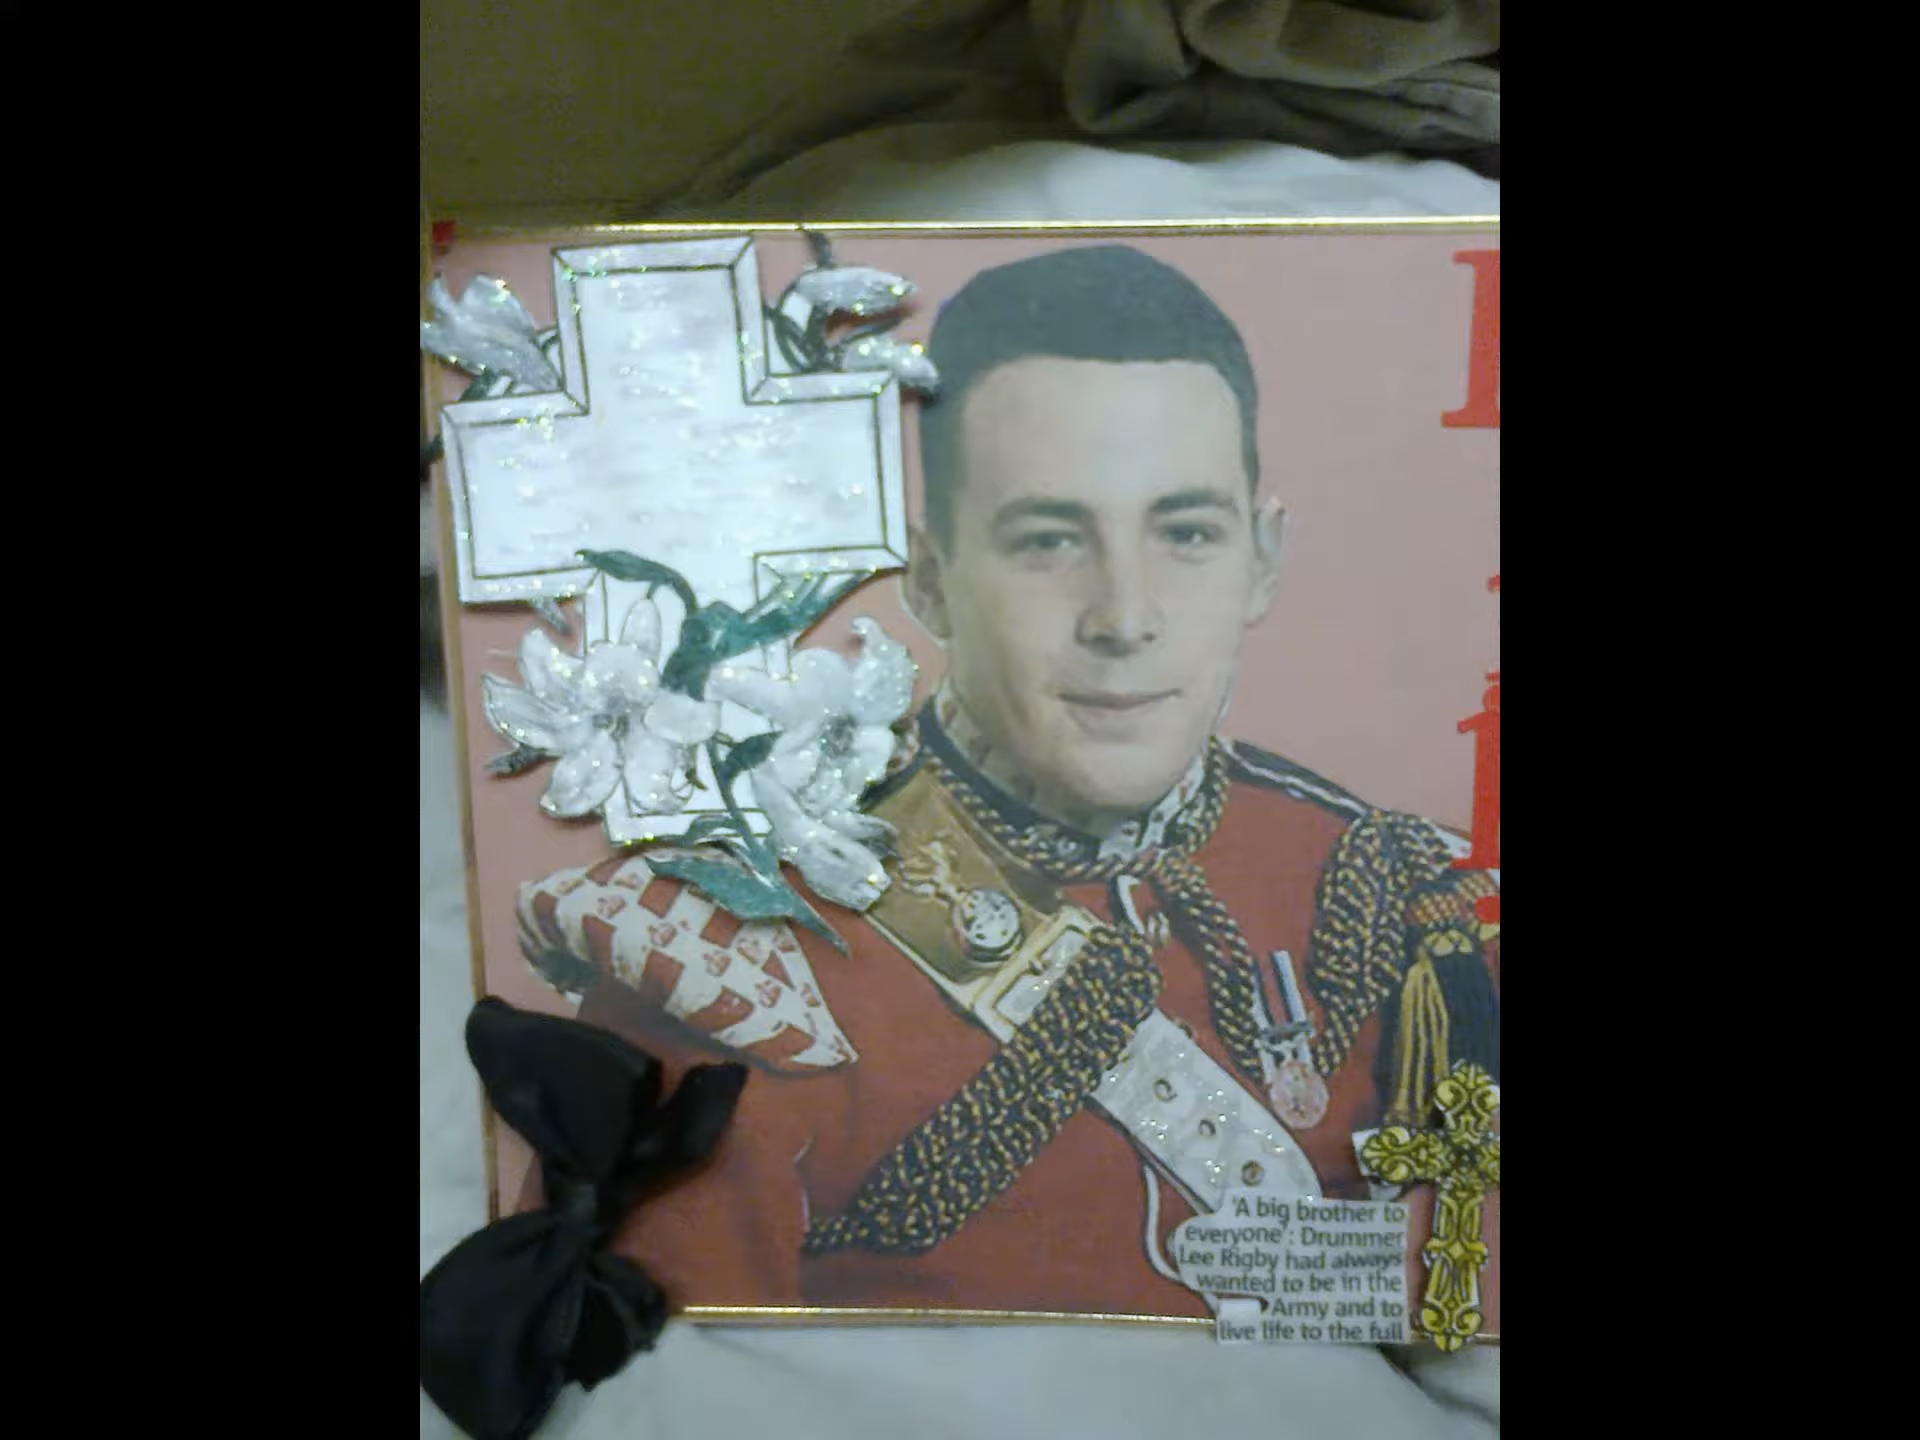 'A big brother to
everyone': Drummer
Lee Rigby had always
wanted to be in the
Army and to
live life to the full